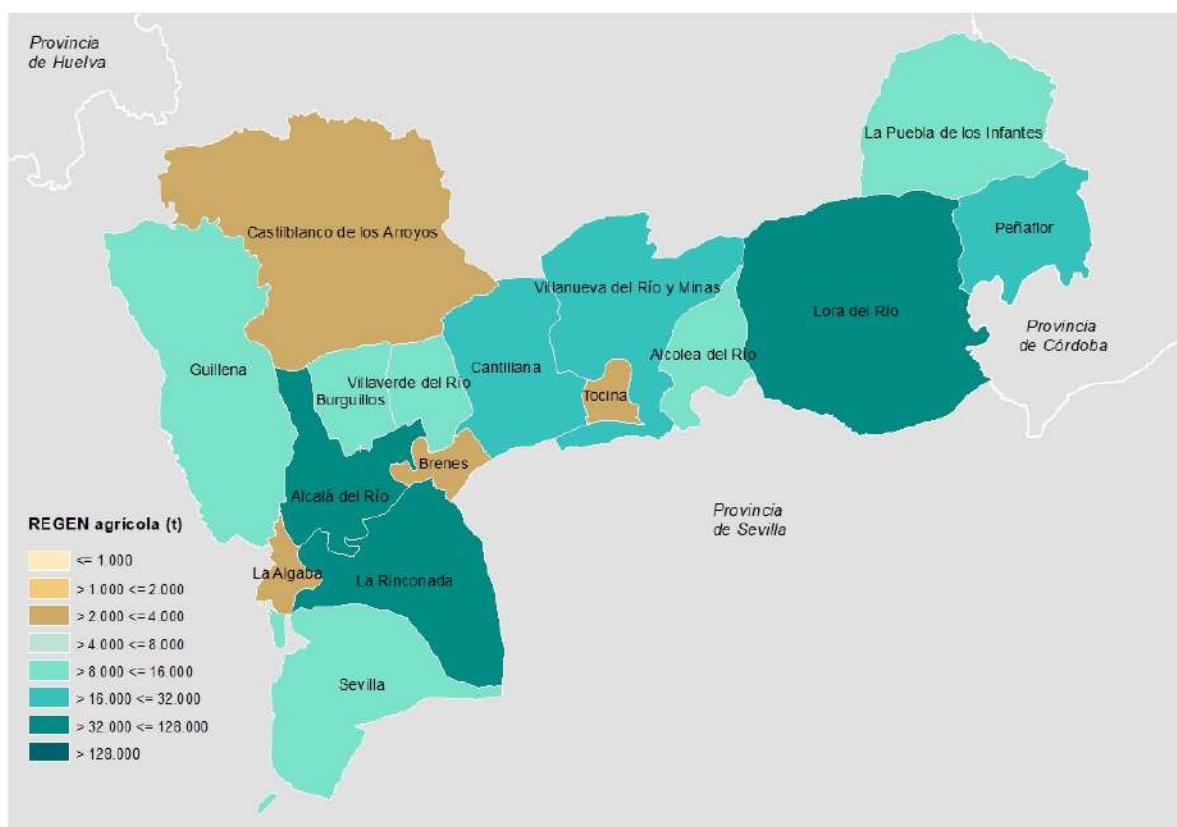 Provincia
de Huelva
La Puebla de los Infantes
Castilblanco de los Arroyos
Peñaflor
Villanueva del Río y Minas
Lora del Río
Provincia
de Córdoba
Guillena
Villaverde del Río
Burguillos
Cantillana
Alcolea del Río
Tocina
Brenes
Alcalá del Río
Provincia
de Sevilla
La Algaba
La Rinconada
Sevilla
REGEN agrícola (t)
<= 1.000
> 1.000 <= 2.000
> 2.000 <= 4.000
> 4.000 <= 8.000
> 8.000 <= 16.000
> 16.000 <= 32.000
> 32.000 <= 128.000
> 128.000